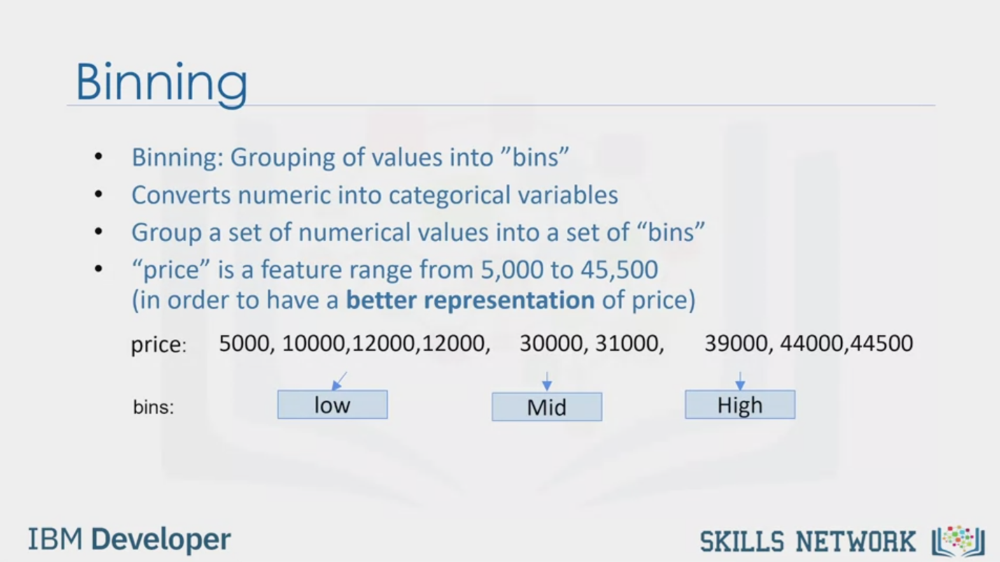 Binning
• Binning: Grouping of values into ”bins”
• Converts numeric into categorical variables
• Group a set of numerical values into a set of “bins”
• “price” is a feature range from 5,000 to 45,500
(in order to have a better representation of price)
price: 5000, 10000,12000,12000, 30000, 31000, 39000, 44000,44500
bins: low Mid High
IBM Developer SKILLS NETWORK